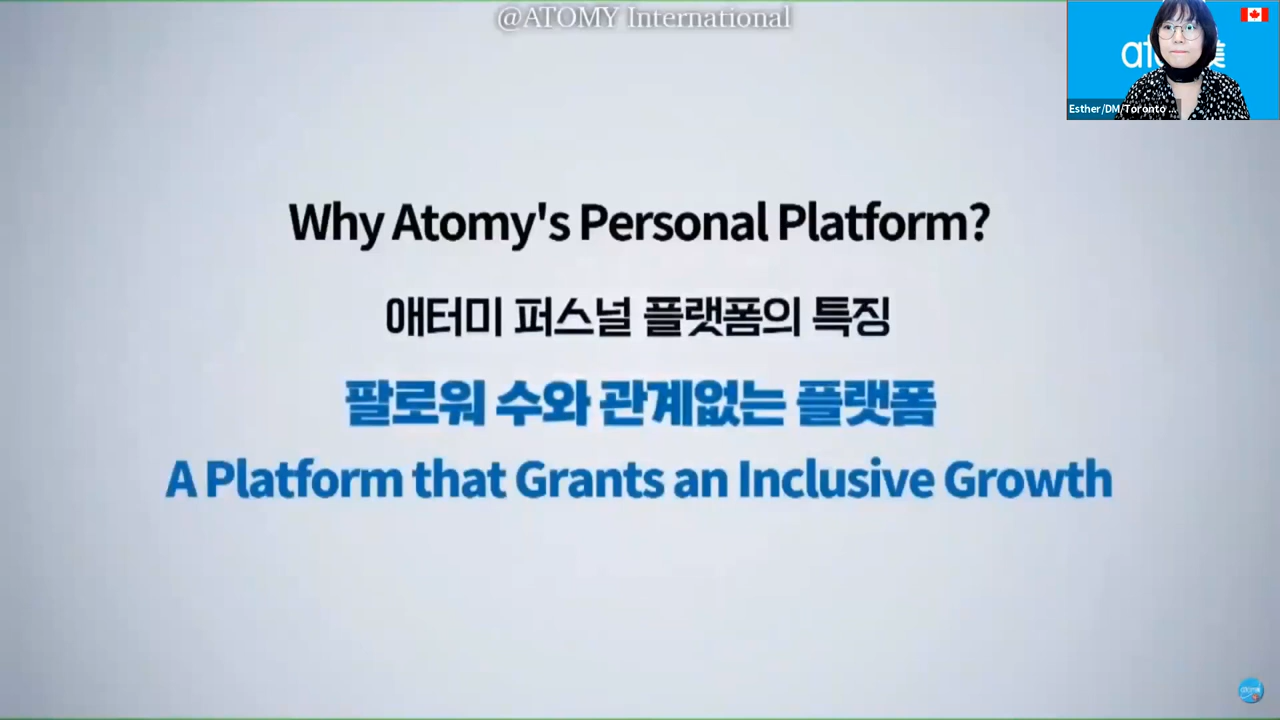 @ATOMY International
Esther/DM/Toronto ...
Why Atomy's Personal Platform?
애터미 퍼스널 플랫폼의 특징
팔로워 수와 관계없는 플랫폼
A Platform that Grants an Inclusive Growth